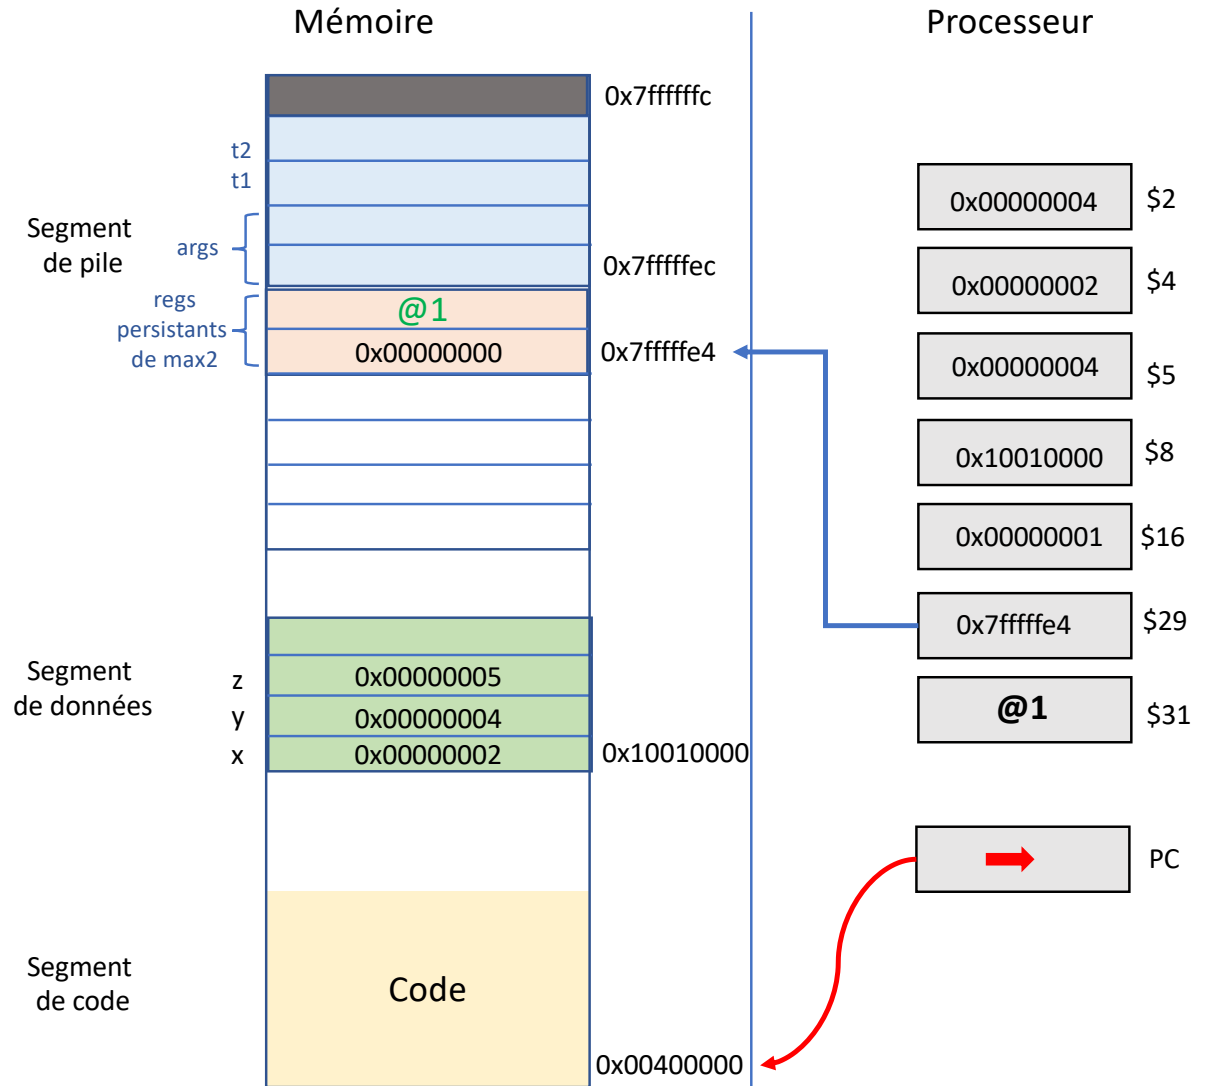 Mémoire
Processeur
0x7ffffffc
t2
t1
Segment
de pile
args
0x7fffffec
regs
persistants
de max2
@1
0x00000000
0x7fffffe4
0x00000004
$2
0x00000002
$4
0x00000004
$5
0x10010000
$8
0x00000001
$16
0x7fffffe4
$29
@1
$31
Segment
de données
z
0x00000005
y
0x00000004
x
0x00000002
0x10010000
PC
Segment
de code
Code
0x00400000